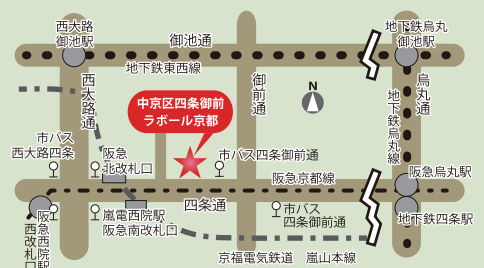 西大路
御池駅
御池通
地下鉄烏丸
御池駅
地下鉄東西線
西大路通
御前通
烏丸通
地下鉄烏丸線
N
中京区四条御前
ラボール京都
市バス
西大路四条
阪急
北改札口
市バス四条御前通
阪急京都線
阪急烏丸駅
四条通
地下鉄四条駅
阪急西院駅
西改札口
嵐電西院駅
阪急南改札口
市バス
四条御前通
京福電気鉄道 嵐山本線